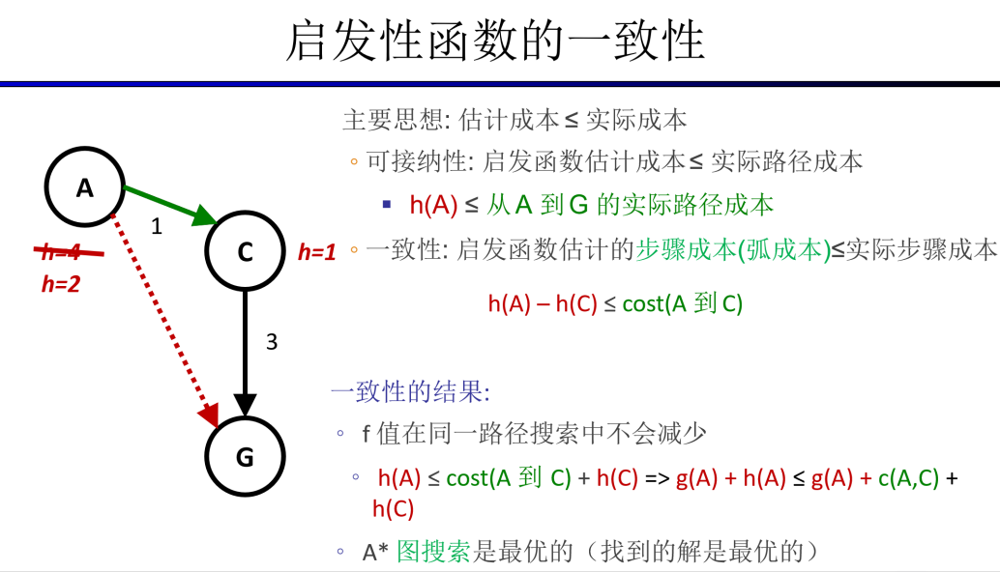 启发性函数的一致性
主要思想: 估计成本 ≤ 实际成本
◦ 可接纳性: 启发函数估计成本 ≤ 实际路径成本
▪ h(A) ≤ 从 A 到 G 的实际路径成本
◦ 一致性: 启发函数估计的步骤成本(弧成本)≤实际步骤成本
h(A) – h(C) ≤ cost(A 到 C)
A
1
C
h=1
h=4
h=2
3
G
一致性的结果:
◦ f 值在同一路径搜索中不会减少
◦ h(A) ≤ cost(A 到 C) + h(C) => g(A) + h(A) ≤ g(A) + c(A,C) +
h(C)
◦ A* 图搜索是最优的（找到的解是最优的）